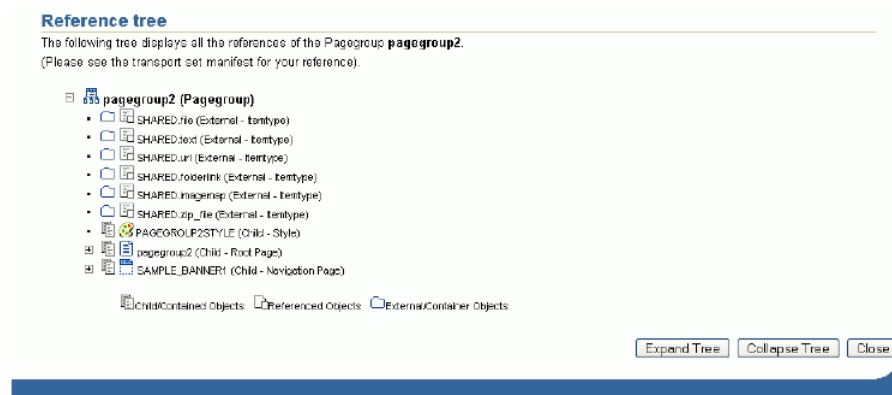 Reference tree
The following tree displays all the references of the Pagegroup pagegroup2.
(Please see the transport set manifest for your reference).
pagegroup2 (Pagegroup)
SHARED.file (External - Itemtype)
SHARED.text (External - Itemtype)
SHARED.url (External - Itemtype)
SHARED.folderlink (External - Itemtype)
SHARED.imagemap (External - Itemtype)
SHARED.zip_file (External - Itemtype)
PAGEGROUP2STYLE (Child - Style)
pagegroup2 (Child - Root Page)
SAMPLE_BANNER1 (Child - Navigation Page)
Child/Contained Objects Referenced Objects External/Container Objects
Expand Tree Collapse Tree Close